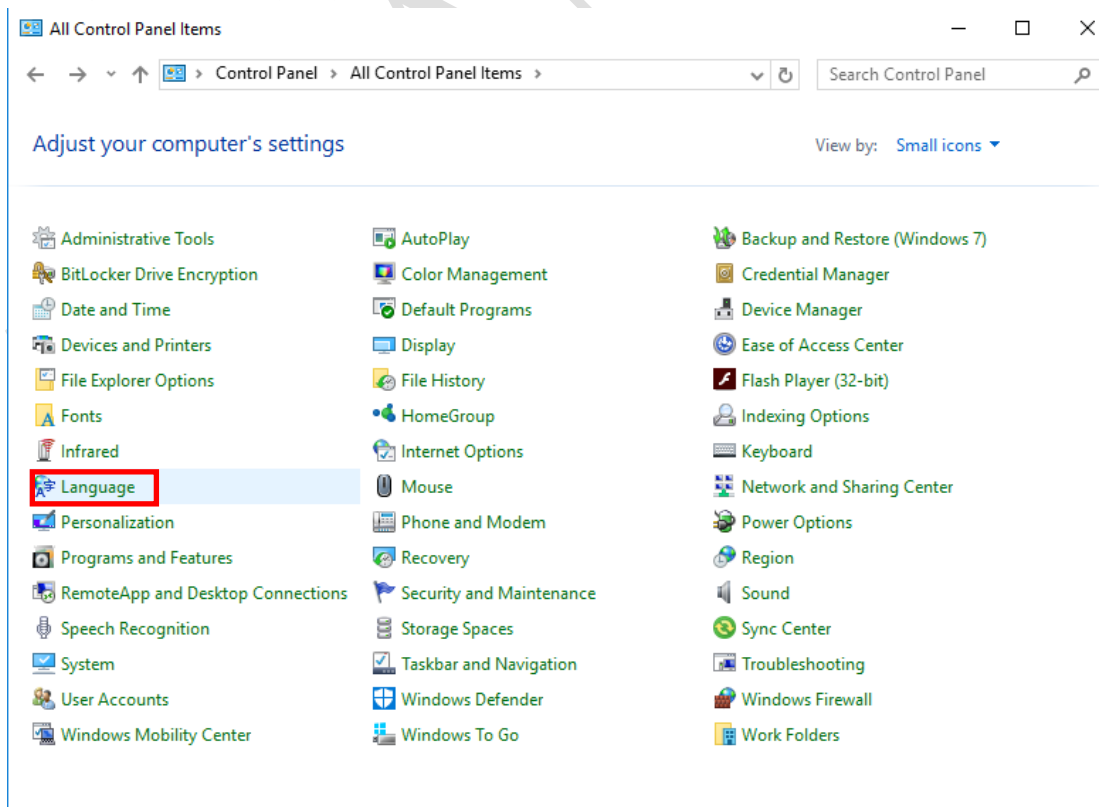 All Control Panel Items
Control Panel > All Control Panel Items >
Search Control Panel
Adjust your computer's settings
View by: Small icons
Administrative Tools
AutoPlay
Backup and Restore (Windows 7)
BitLocker Drive Encryption
Color Management
Credential Manager
Date and Time
Default Programs
Device Manager
Devices and Printers
Display
Ease of Access Center
File Explorer Options
File History
Flash Player (32-bit)
Fonts
HomeGroup
Indexing Options
Infrared
Internet Options
Keyboard
Language
Mouse
Network and Sharing Center
Personalization
Phone and Modem
Power Options
Programs and Features
Recovery
Region
RemoteApp and Desktop Connections
Security and Maintenance
Sound
Speech Recognition
Storage Spaces
Sync Center
System
Taskbar and Navigation
Troubleshooting
User Accounts
Windows Defender
Windows Firewall
Windows Mobility Center
Windows To Go
Work Folders